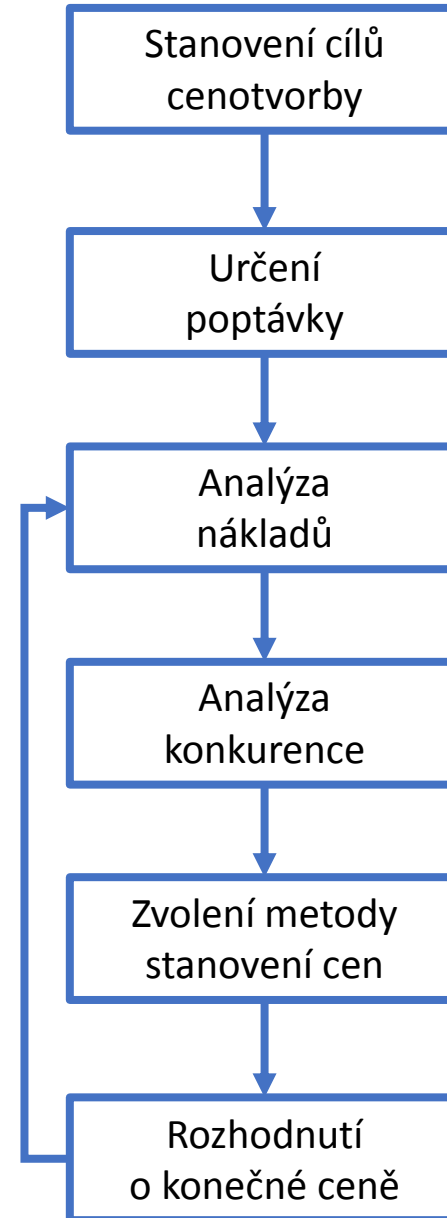 Stanovení cílů
cenotvorby
Určení
poptávky
Analýza
nákladů
Analýza
konkurence
Zvolení metody
stanovení cen
Rozhodnutí
o konečné ceně